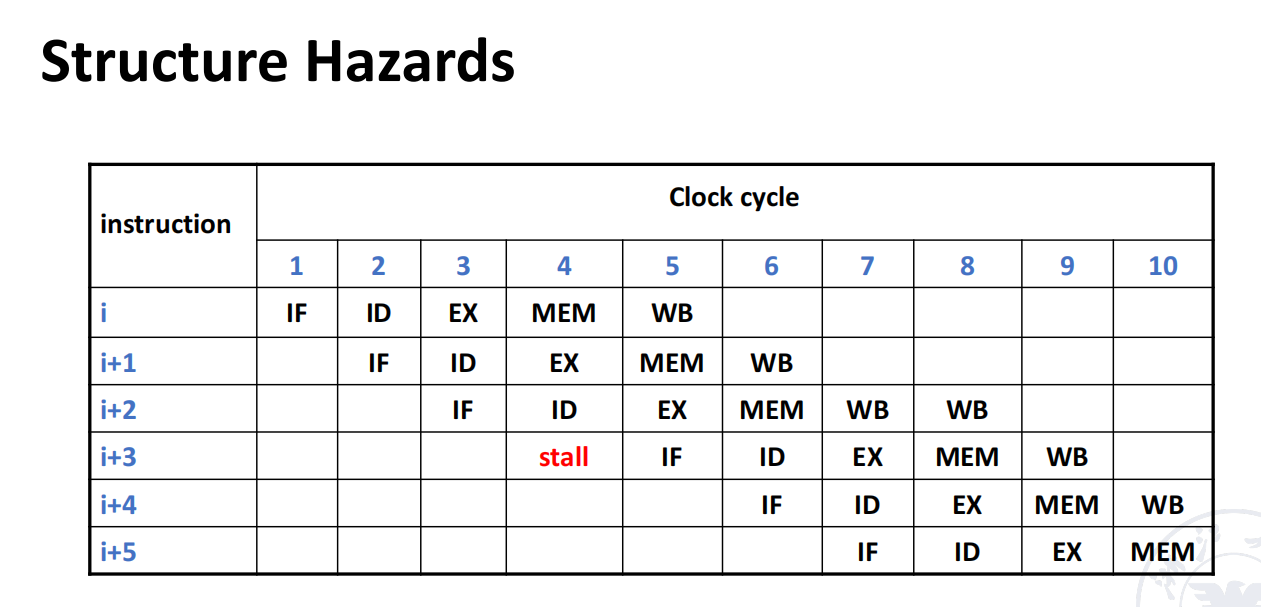 Structure Hazards
instruction
Clock cycle
1 2 3 4 5 6 7 8 9 10
i IF ID EX MEM WB
i+1 IF ID EX MEM WB
i+2 IF ID EX MEM WB WB
i+3 stall IF ID EX MEM WB
i+4 IF ID EX MEM WB
i+5 IF ID EX MEM